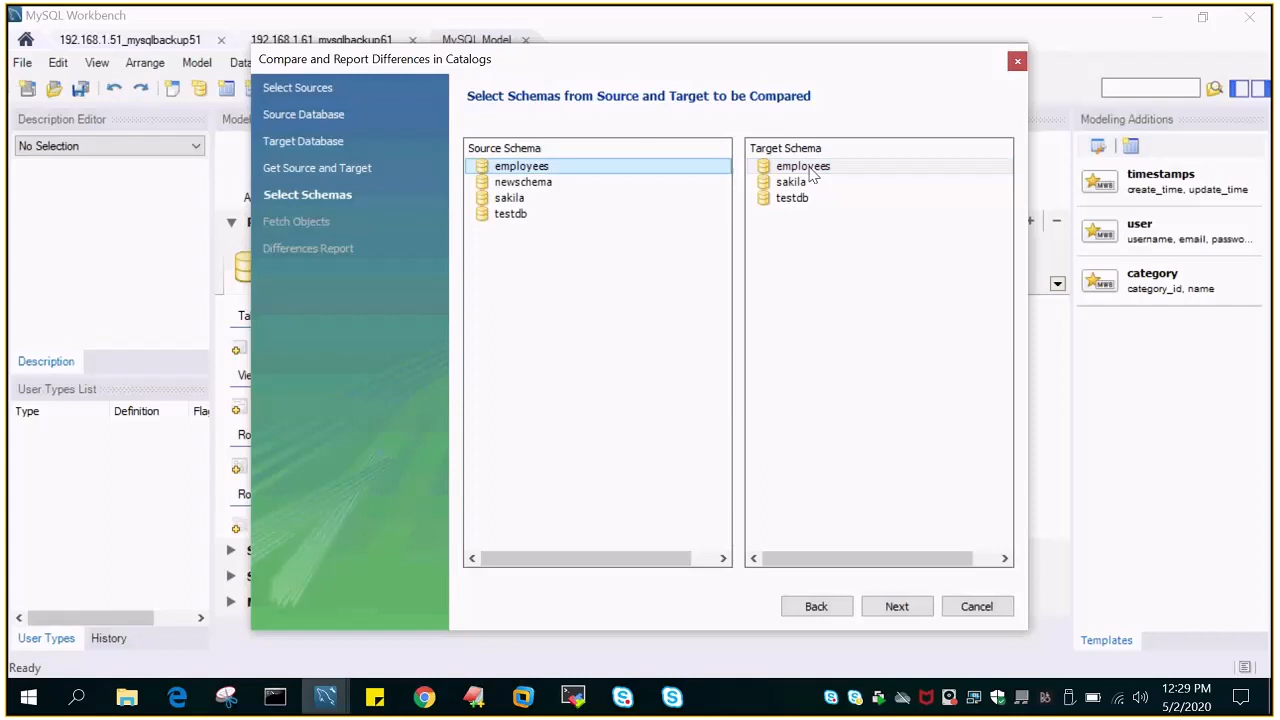 MySQL Workbench
192.168.1.51_mysqlbackup51
192.168.1.61_mysqlbackup61
MySQL Model
File Edit View Arrange Model
Compare and Report Differences in Catalogs
Select Sources
Source Database
Target Database
Get Source and Target
Select Schemas
Fetch Objects
Differences Report
Select Schemas from Source and Target to be Compared
Source Schema
employees
newschema
sakila
testdb
Target Schema
employees
sakila
testdb
Back Next Cancel
Description Editor
No Selection
Description
User Types List
Type Definition Flag
User Types History
Modeling Additions
timestamps
create_time, update_time
user
username, email, passwo...
category
category_id, name
Templates
Ready
12:29 PM
5/2/2020